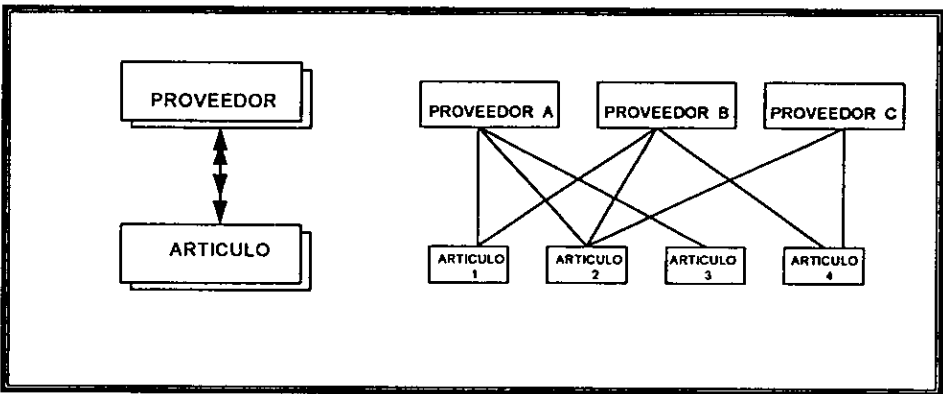 PROVEEDOR
ARTICULO
PROVEEDOR A
PROVEEDOR B
PROVEEDOR C
ARTICULO
1
ARTICULO
2
ARTICULO
3
ARTICULO
4